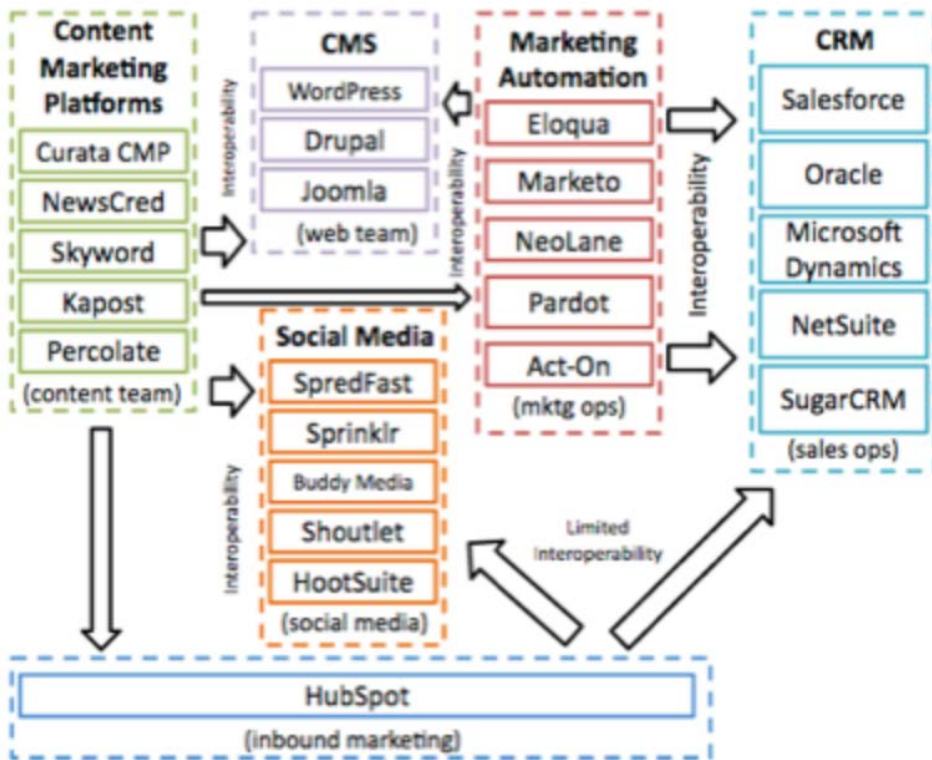 Content
Marketing
Platforms
Curata CMP
NewsCred
Skyword
Kapost
Percolate
(content team)
Interoperability
CMS
WordPress
Drupal
Joomla
(web team)
Interoperability
Marketing
Automation
Eloqua
Marketo
NeoLane
Pardot
Act-On
(mktg ops)
Interoperability
CRM
Salesforce
Oracle
Microsoft
Dynamics
NetSuite
SugarCRM
(sales ops)
Interoperability
Social Media
SpredFast
Sprinklr
Buddy Media
Shoutlet
HootSuite
(social media)
Limited
Interoperability
HubSpot
(inbound marketing)